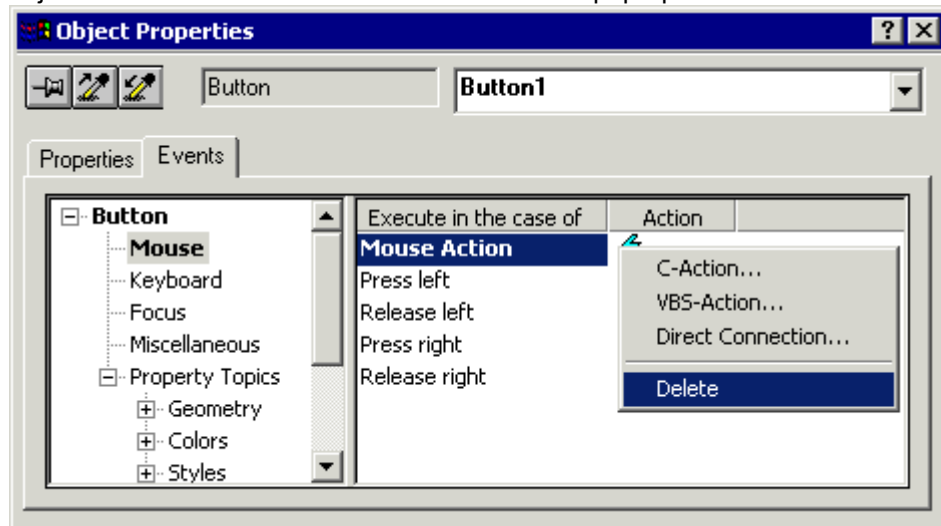 Object Properties
Button
Button1
Properties
Events
Button
Mouse
Keyboard
Focus
Miscellaneous
Property Topics
Geometry
Colors
Styles
Execute in the case of
Action
Mouse Action
Press left
Release left
Press right
Release right
C-Action...
VBS-Action...
Direct Connection...
Delete